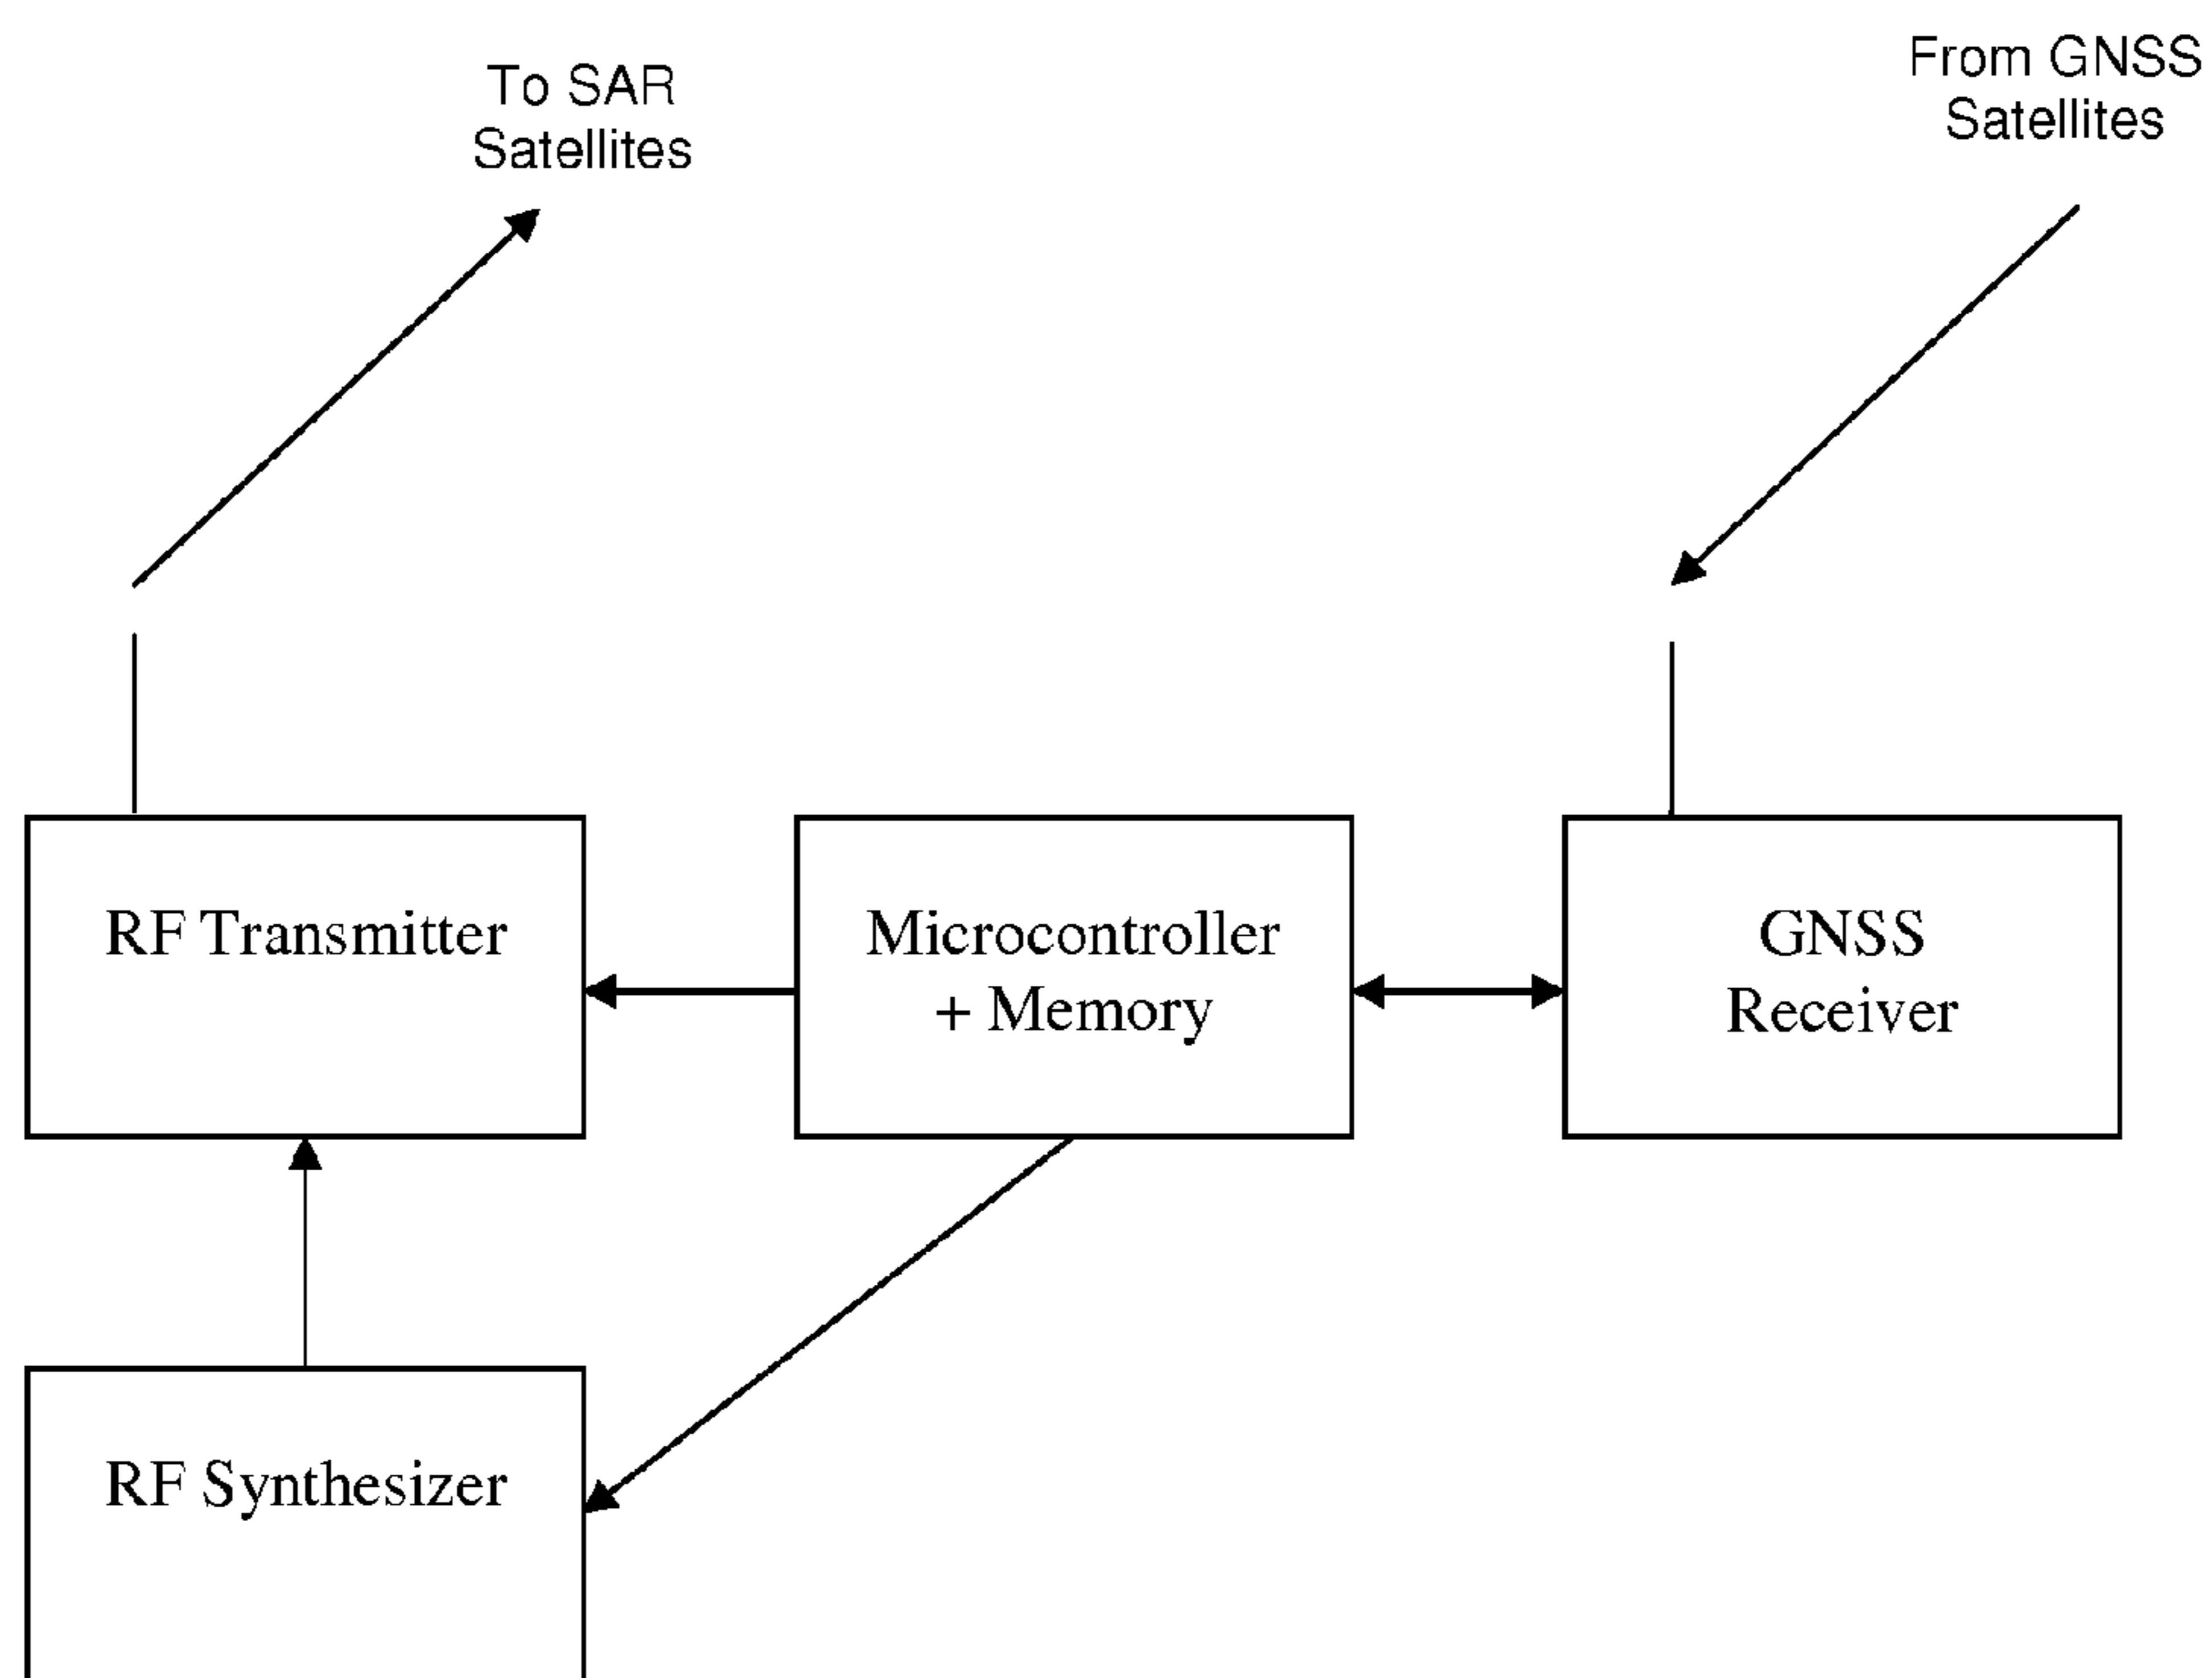 To SAR
Satellites
From GNSS
Satellites
RF Transmitter
Microcontroller
+ Memory
GNSS
Receiver
RF Synthesizer